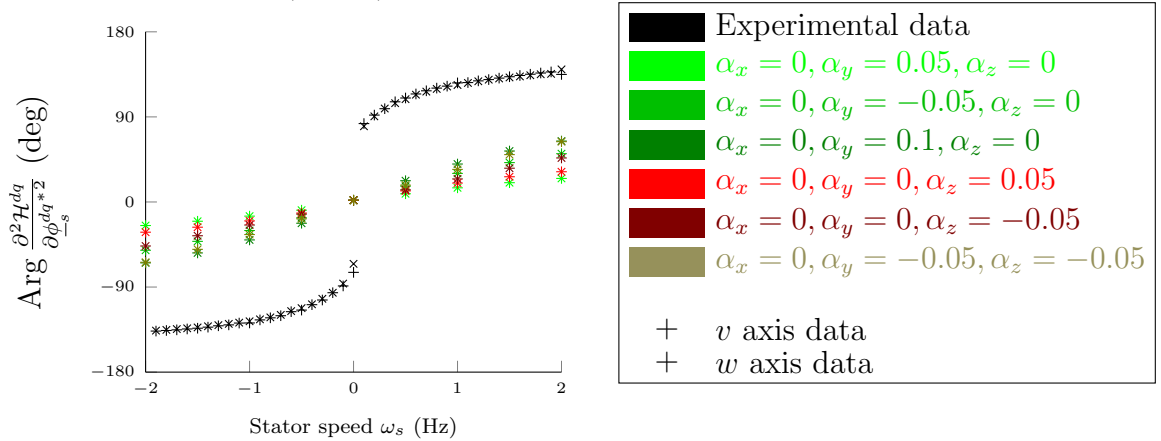 180
90
0
−90
−180
−2
−1
0
1
2
Arg ∂²ℋ^{dq} / ∂ϕ_{−s}^{dq*2} (deg)
Stator speed ω_s (Hz)
Experimental data
α_x = 0, α_y = 0.05, α_z = 0
α_x = 0, α_y = −0.05, α_z = 0
α_x = 0, α_y = 0.1, α_z = 0
α_x = 0, α_y = 0, α_z = 0.05
α_x = 0, α_y = 0, α_z = −0.05
α_x = 0, α_y = −0.05, α_z = −0.05
+ v axis data
+ w axis data